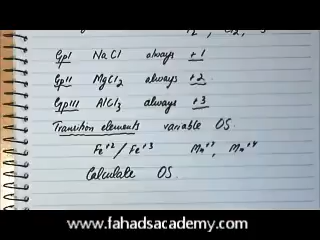 GpI NaCl always +1
GpII MgCl2 always +2
GpIII AlCl3 always +3
Transition elements variable OS.
Fe+2 / Fe+3 Mn+7, Mn+4
Calculate OS.
www.fahadsacademy.com